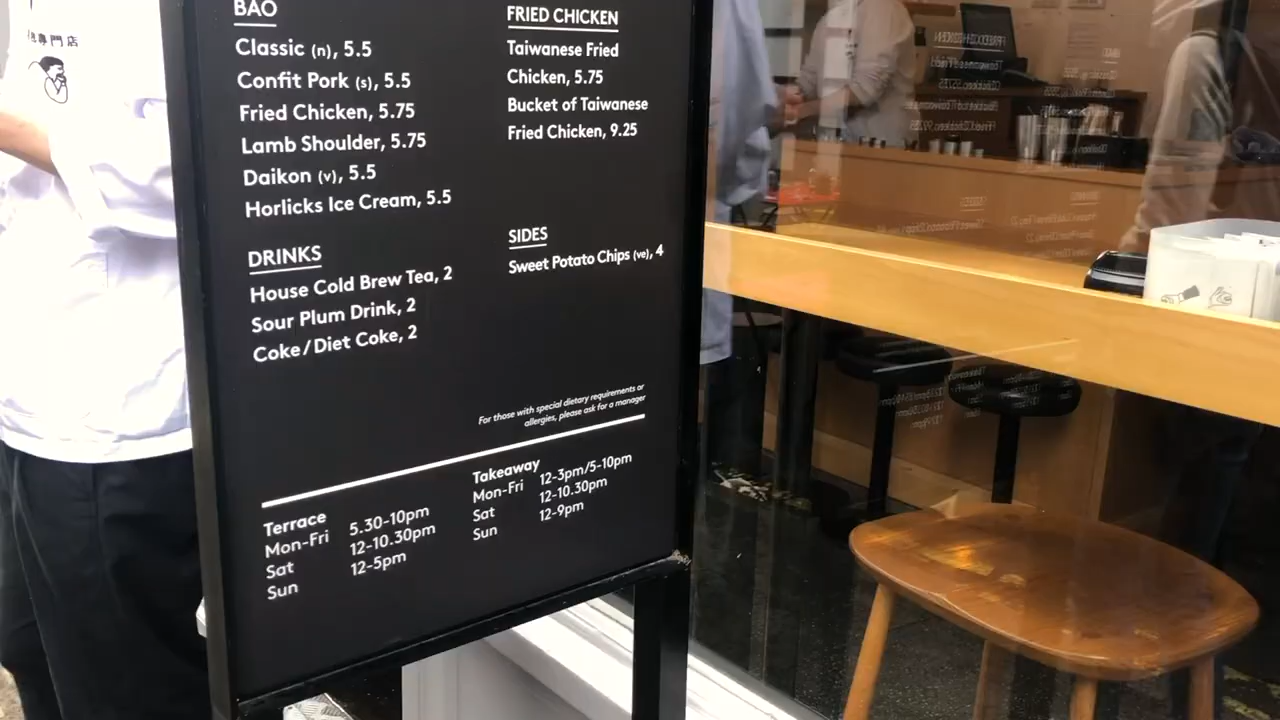 専門店
BAO
Classic (n), 5.5
Confit Pork (s), 5.5
Fried Chicken, 5.75
Lamb Shoulder, 5.75
Daikon (v), 5.5
Horlicks Ice Cream, 5.5
DRINKS
House Cold Brew Tea, 2
Sour Plum Drink, 2
Coke/Diet Coke, 2
FRIED CHICKEN
Taiwanese Fried
Chicken, 5.75
Bucket of Taiwanese
Fried Chicken, 9.25
SIDES
Sweet Potato Chips (ve), 4
For those with special dietary requirements or
allergies, please ask for a manager
Terrace
Mon-Fri 5.30-10pm
Sat 12-10.30pm
Sun 12-5pm
Takeaway
Mon-Fri 12-3pm/5-10pm
Sat 12-10.30pm
Sun 12-9pm